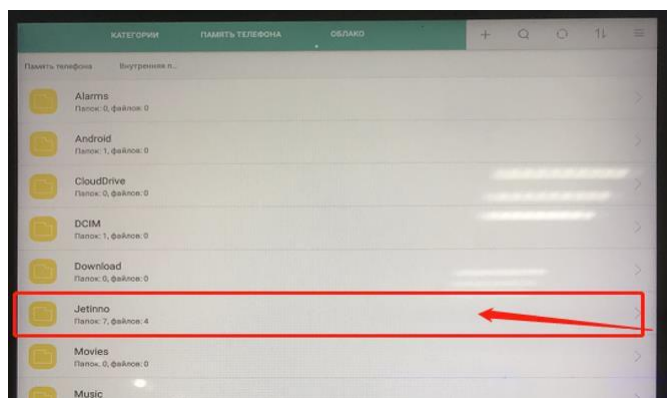 КАТЕГОРИИ ПАМЯТЬ ТЕЛЕФОНА ОБЛАКО
Память телефона Внутренняя п...
Alarms
Папок: 0, файлов: 0
Android
Папок: 1, файлов: 0
CloudDrive
Папок: 0, файлов: 0
DCIM
Папок: 1, файлов: 0
Download
Папок: 0, файлов: 0
Jetinno
Папок: 7, файлов: 4
Movies
Папок: 0, файлов: 0
Music